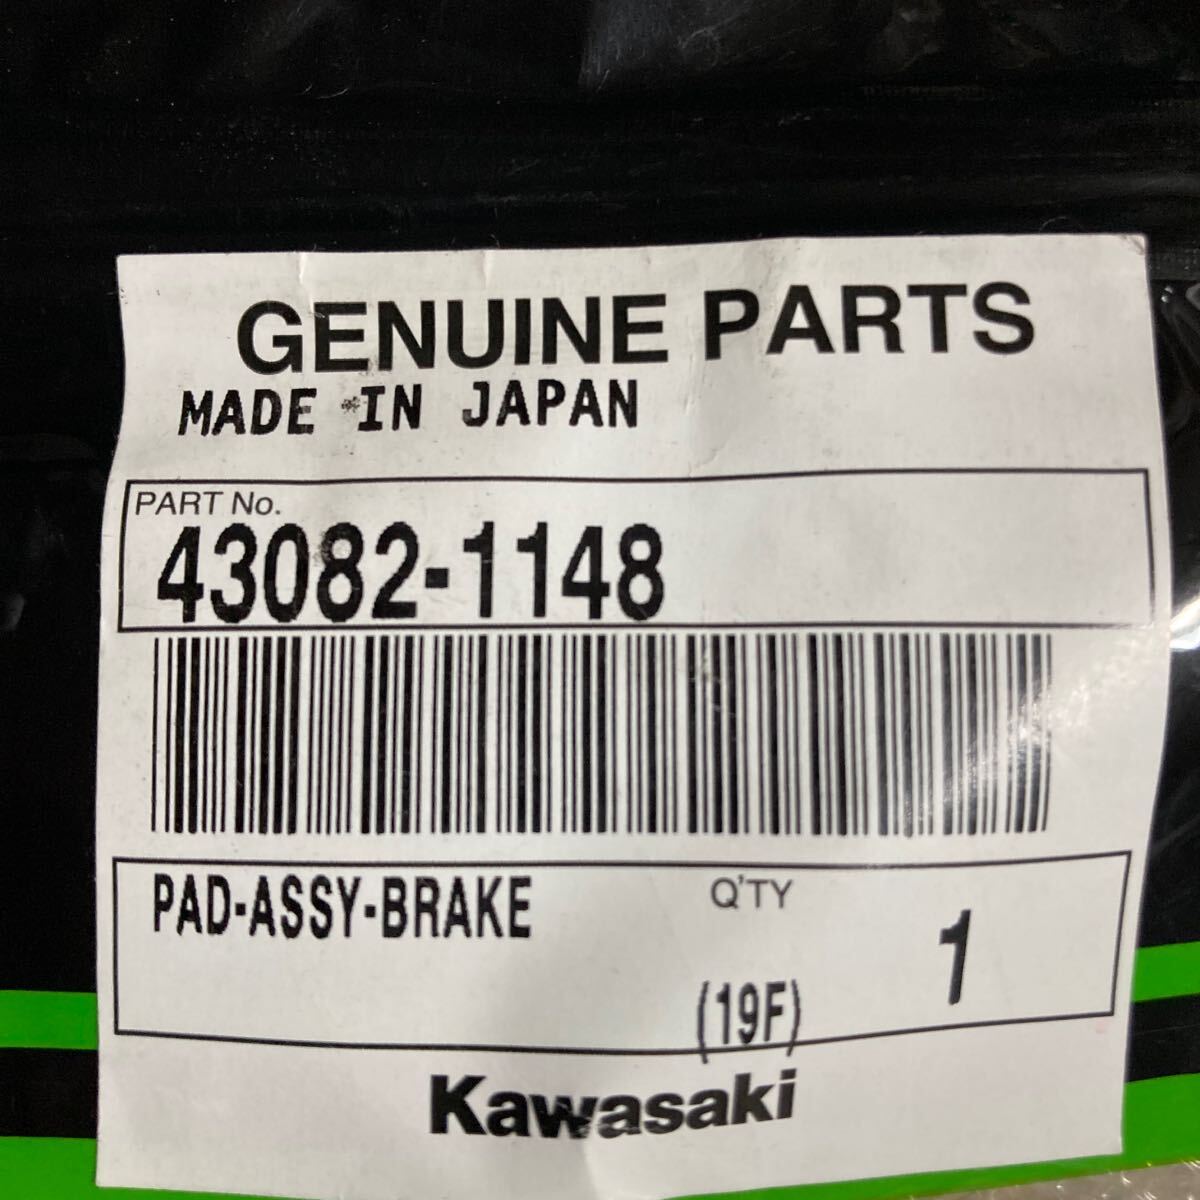 GENUINE PARTS
MADE IN JAPAN
PART No.
43082-1148
PAD-ASSY-BRAKE
Q'TY
1
(19F)
Kawasaki